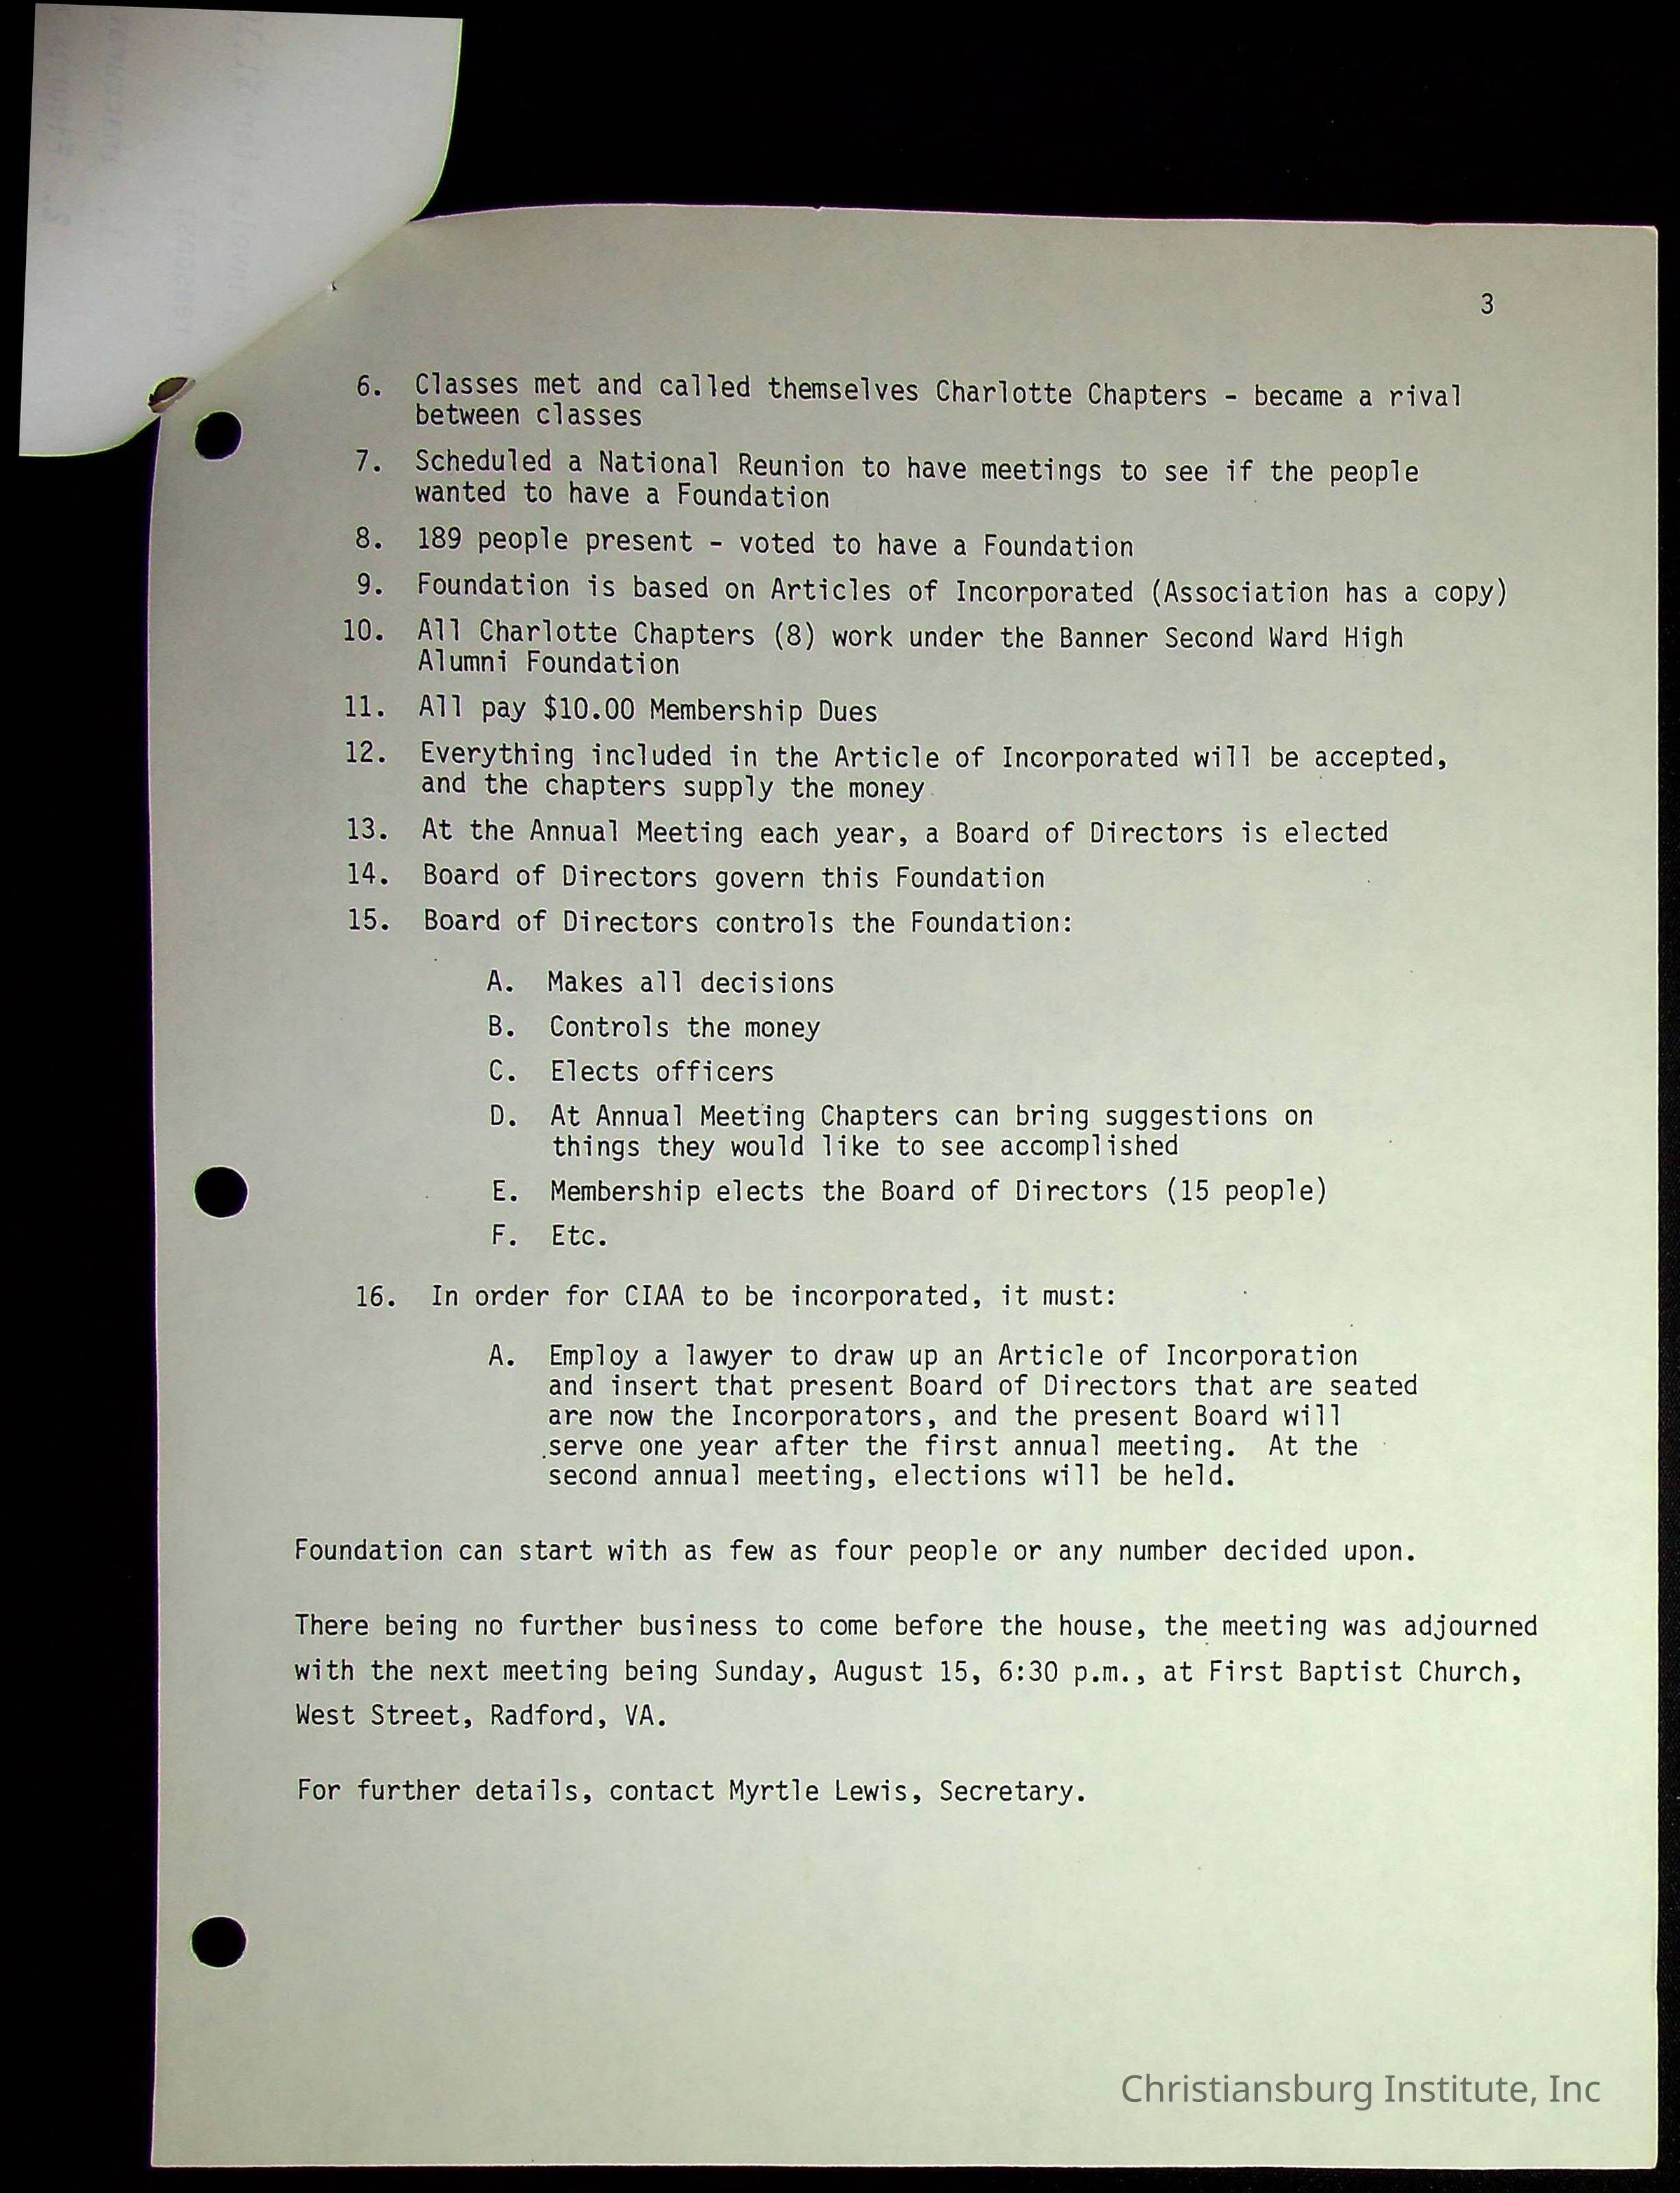 3
6. Classes met and called themselves Charlotte Chapters - became a rival
between classes
7. Scheduled a National Reunion to have meetings to see if the people
wanted to have a Foundation
8. 189 people present - voted to have a Foundation
9. Foundation is based on Articles of Incorporated (Association has a copy)
10. All Charlotte Chapters (8) work under the Banner Second Ward High
Alumni Foundation
11. All pay $10.00 Membership Dues
12. Everything included in the Article of Incorporated will be accepted,
and the chapters supply the money
13. At the Annual Meeting each year, a Board of Directors is elected
14. Board of Directors govern this Foundation
15. Board of Directors controls the Foundation:
A. Makes all decisions
B. Controls the money
C. Elects officers
D. At Annual Meeting Chapters can bring suggestions on
things they would like to see accomplished
E. Membership elects the Board of Directors (15 people)
F. Etc.
16. In order for CIAA to be incorporated, it must:
A. Employ a lawyer to draw up an Article of Incorporation
and insert that present Board of Directors that are seated
are now the Incorporators, and the present Board will
serve one year after the first annual meeting. At the
second annual meeting, elections will be held.
Foundation can start with as few as four people or any number decided upon.
There being no further business to come before the house, the meeting was adjourned
with the next meeting being Sunday, August 15, 6:30 p.m., at First Baptist Church,
West Street, Radford, VA.
For further details, contact Myrtle Lewis, Secretary.
Christiansburg Institute, Inc